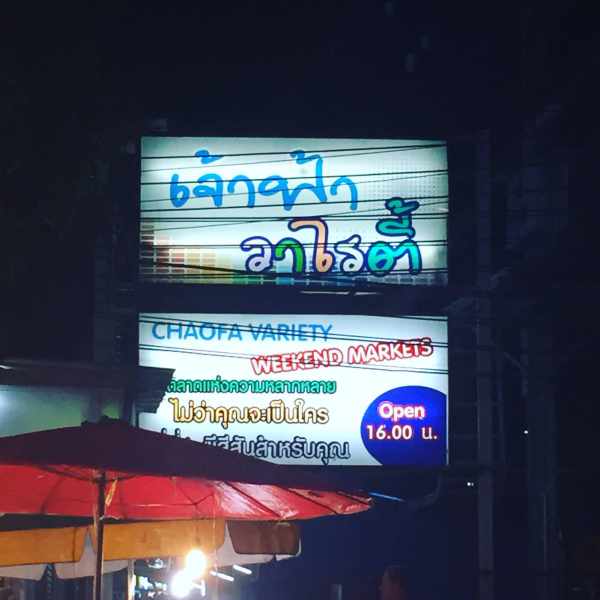 เจ้าฟ้า
วาไรตี้
CHAOFA VARIETY
WEEKEND MARKETS
ตลาดแห่งความหลากหลาย
ไม่ว่าคุณจะเป็นใคร
มีสีสันสำหรับคุณ
Open
16.00 น.